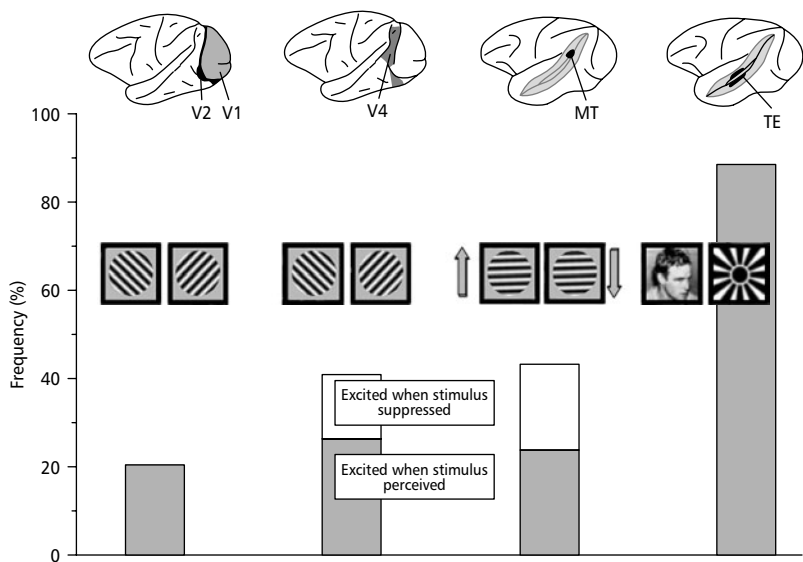 V2 V1
V4
MT
TE
100
80
60
40
20
0
Frequency (%)
Excited when stimulus
suppressed
Excited when stimulus
perceived